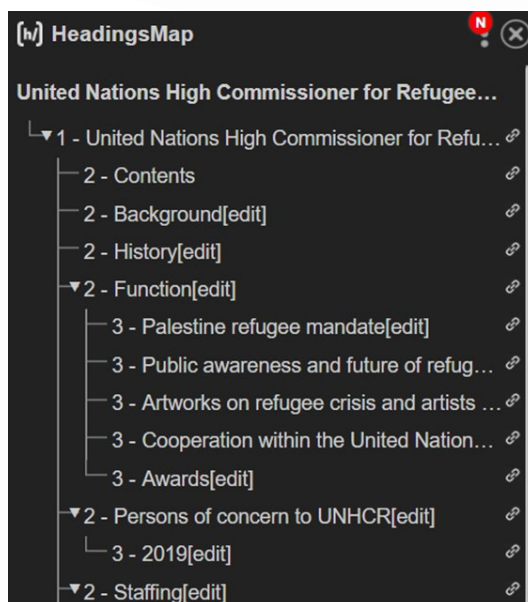 [h/] HeadingsMap
N
United Nations High Commissioner for Refugee...
1 - United Nations High Commissioner for Refu...
2 - Contents
2 - Background[edit]
2 - History[edit]
2 - Function[edit]
3 - Palestine refugee mandate[edit]
3 - Public awareness and future of refug...
3 - Artworks on refugee crisis and artists ...
3 - Cooperation within the United Nation...
3 - Awards[edit]
2 - Persons of concern to UNHCR[edit]
3 - 2019[edit]
2 - Staffing[edit]